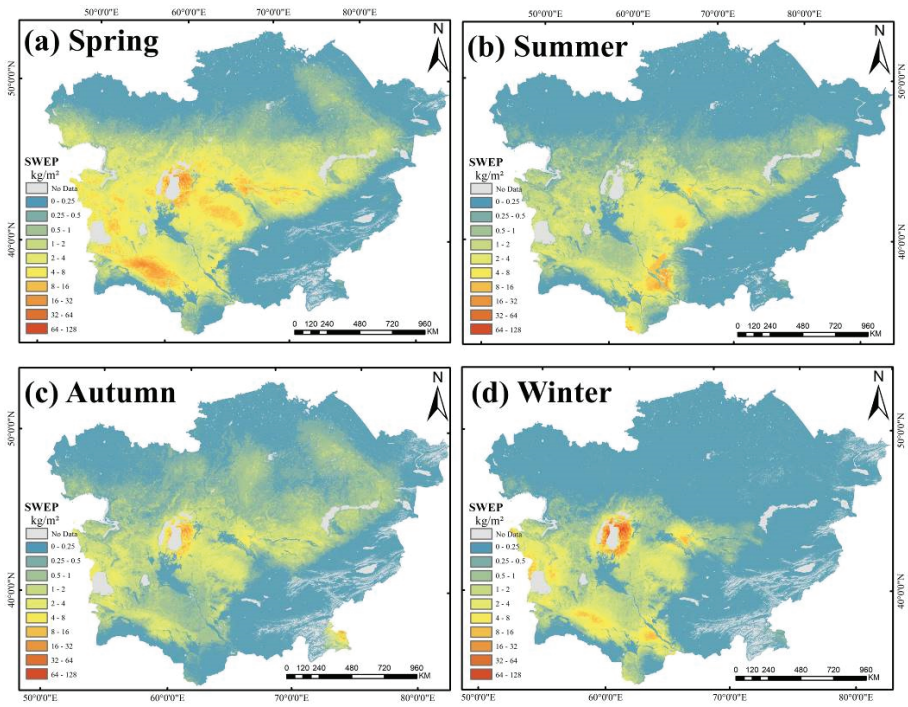 50°0'0"E 60°0'0"E 70°0'0"E 80°0'0"E
(a) Spring
N
50°0'0"N
40°0'0"N
SWEP
kg/m²
No Data
0 - 0.25
0.25 - 0.5
0.5 - 1
1 - 2
2 - 4
4 - 8
8 - 16
16 - 32
32 - 64
64 - 128
0 120 240 480 720 960
KM
50°0'0"E 60°0'0"E 70°0'0"E 80°0'0"E
(b) Summer
N
50°0'0"N
40°0'0"N
SWEP
kg/m²
No Data
0 - 0.25
0.25 - 0.5
0.5 - 1
1 - 2
2 - 4
4 - 8
8 - 16
16 - 32
32 - 64
64 - 128
0 120 240 480 720 960
KM
(c) Autumn
N
50°0'0"N
40°0'0"N
SWEP
kg/m²
No Data
0 - 0.25
0.25 - 0.5
0.5 - 1
1 - 2
2 - 4
4 - 8
8 - 16
16 - 32
32 - 64
64 - 128
0 120 240 480 720 960
KM
50°0'0"E 60°0'0"E 70°0'0"E 80°0'0"E
(d) Winter
N
50°0'0"N
40°0'0"N
SWEP
kg/m²
No Data
0 - 0.25
0.25 - 0.5
0.5 - 1
1 - 2
2 - 4
4 - 8
8 - 16
16 - 32
32 - 64
64 - 128
0 120 240 480 720 960
KM
50°0'0"E 60°0'0"E 70°0'0"E 80°0'0"E